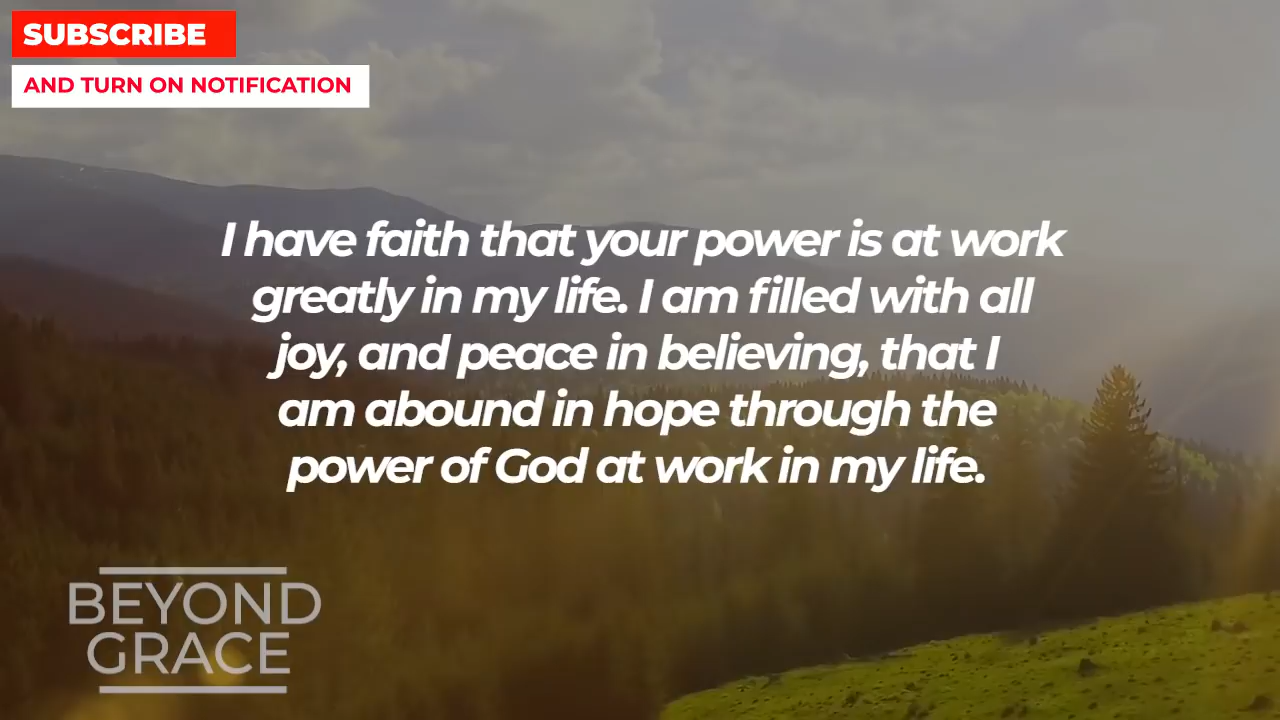 SUBSCRIBE
AND TURN ON NOTIFICATION
I have faith that your power is at work
greatly in my life. I am filled with all
joy, and peace in believing, that I
am abound in hope through the
power of God at work in my life.
BEYOND
GRACE